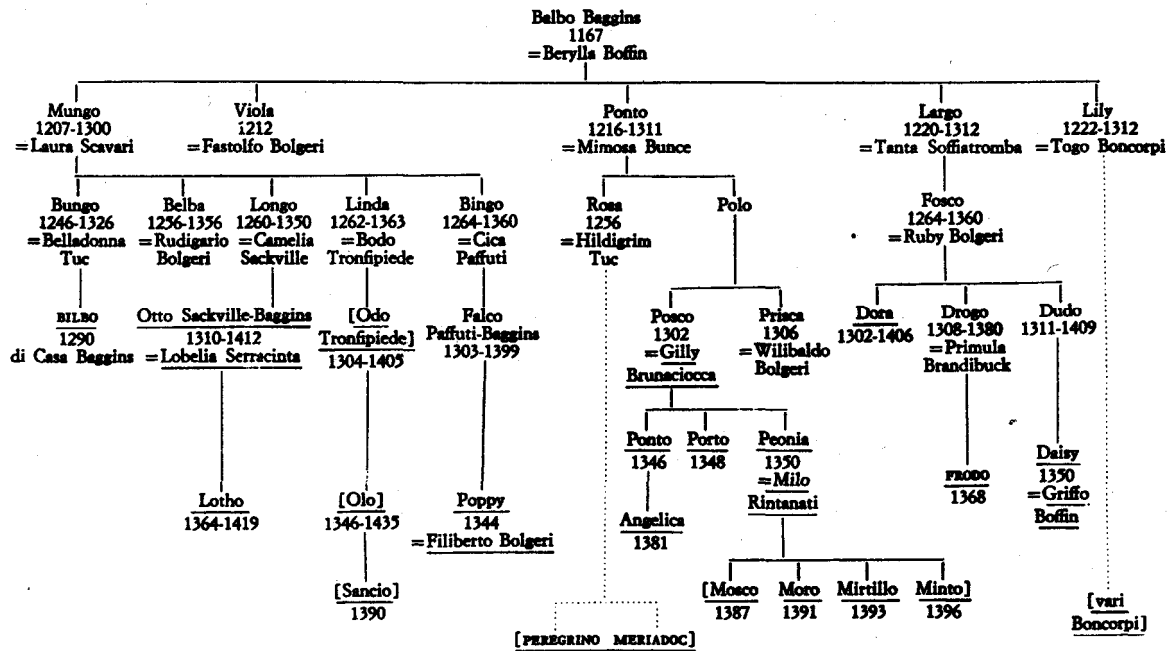 Balbo Baggins
1167
=Berylla Boffin
Mungo
1207-1300
=Laura Scavari
Viola
1212
=Fastolfo Bolgeri
Ponto
1216-1311
=Mimosa Bunce
Largo
1220-1312
=Tanta Soffiatromba
Lily
1222-1312
=Togo Boncorpi
Bungo
1246-1326
=Belladonna
Tuc
Belba
1256-1356
=Rudigario
Bolgeri
Longo
1260-1350
=Camelia
Sackville
Linda
1262-1363
=Bodo
Tronfipiede
Bingo
1264-1360
=Cica
Paffuti
Rosa
1256
=Hildigrim
Tuc
Polo
Fosco
1264-1360
=Ruby Bolgeri
BILBO
1290
di Casa Baggins
Otto Sackville-Baggins
1310-1412
=Lobelia Serracinta
[Odo
Tronfipiede]
1304-1405
Falco
Paffuti-Baggins
1303-1399
Posco
1302
=Gilly
Brunaciocca
Prisca
1306
=Wilibaldo
Bolgeri
Dora
1302-1406
Drogo
1308-1380
=Primula
Brandibuck
Dudo
1311-1409
Ponto
1346
Porto
1348
Peonia
1350
=Milo
Rintanati
Lotho
1364-1419
[Olo]
1346-1435
Poppy
1344
=Filiberto Bolgeri
Angelica
1381
FRODO
1368
Daisy
1350
=Griffo
Boffin
[Sancio]
1390
[Mosco
1387
Moro
1391
Mirtillo
1393
Minto]
1396
[vari
Boncorpi]
[PEREGRINO MERIADOC]